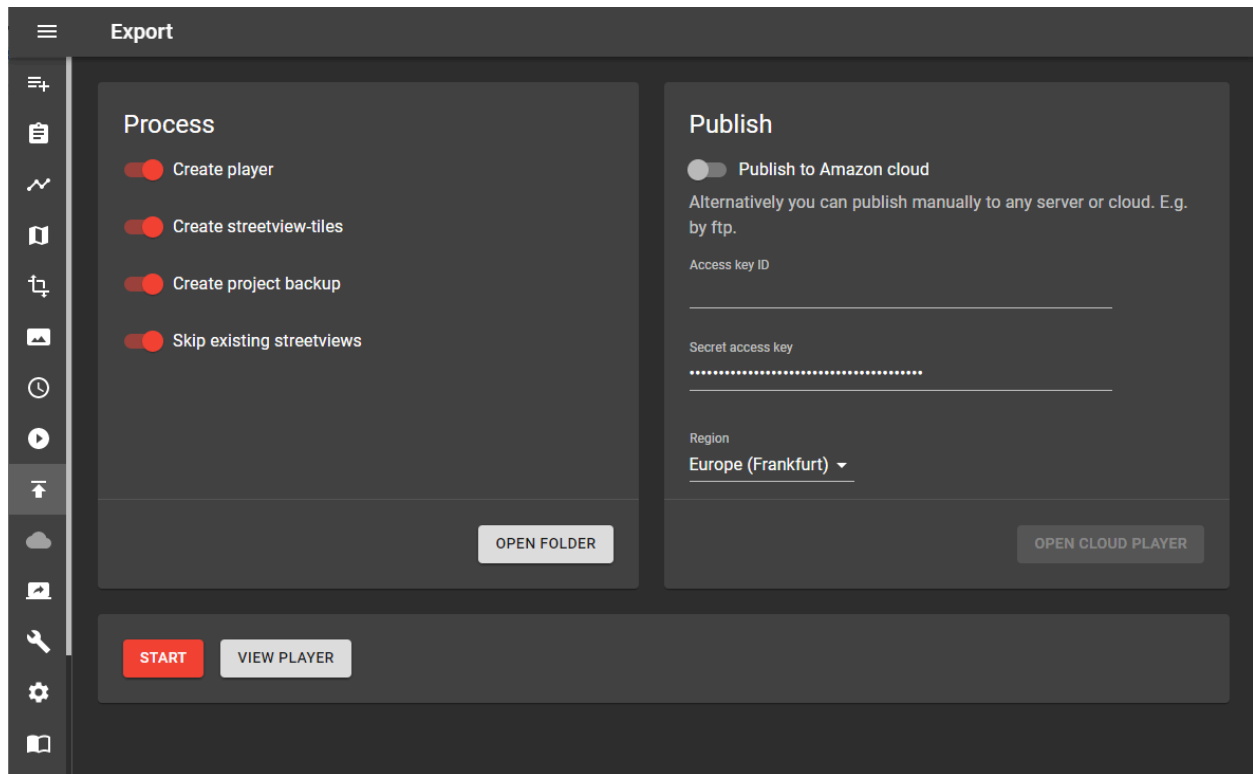 Export
Process
Create player
Create streetview-tiles
Create project backup
Skip existing streetviews
OPEN FOLDER
Publish
Publish to Amazon cloud
Alternatively you can publish manually to any server or cloud. E.g.
by ftp.
Access key ID
Secret access key
••••••••••••••••••••••••••••••••••••••••
Region
Europe (Frankfurt)
OPEN CLOUD PLAYER
START
VIEW PLAYER